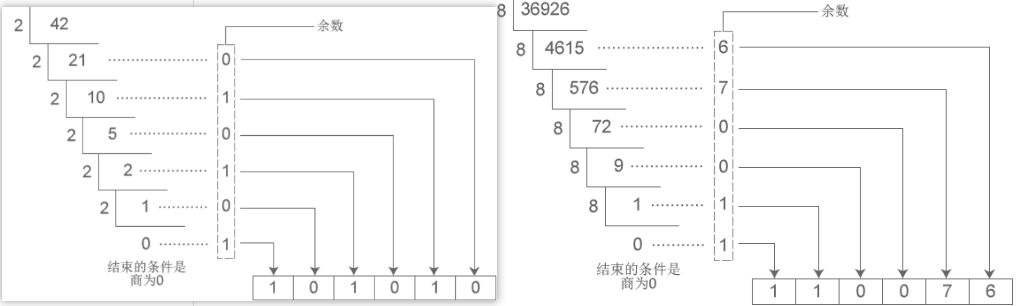 2 42
余数
2 21 0
2 10 1
2 5 0
2 2 1
2 1 0
0 1
结束的条件是
商为0
1 0 1 0 1 0
8 36926
余数
8 4615 6
8 576 7
8 72 0
8 9 0
8 1 1
0 1
结束的条件是
商为0
1 1 0 0 7 6